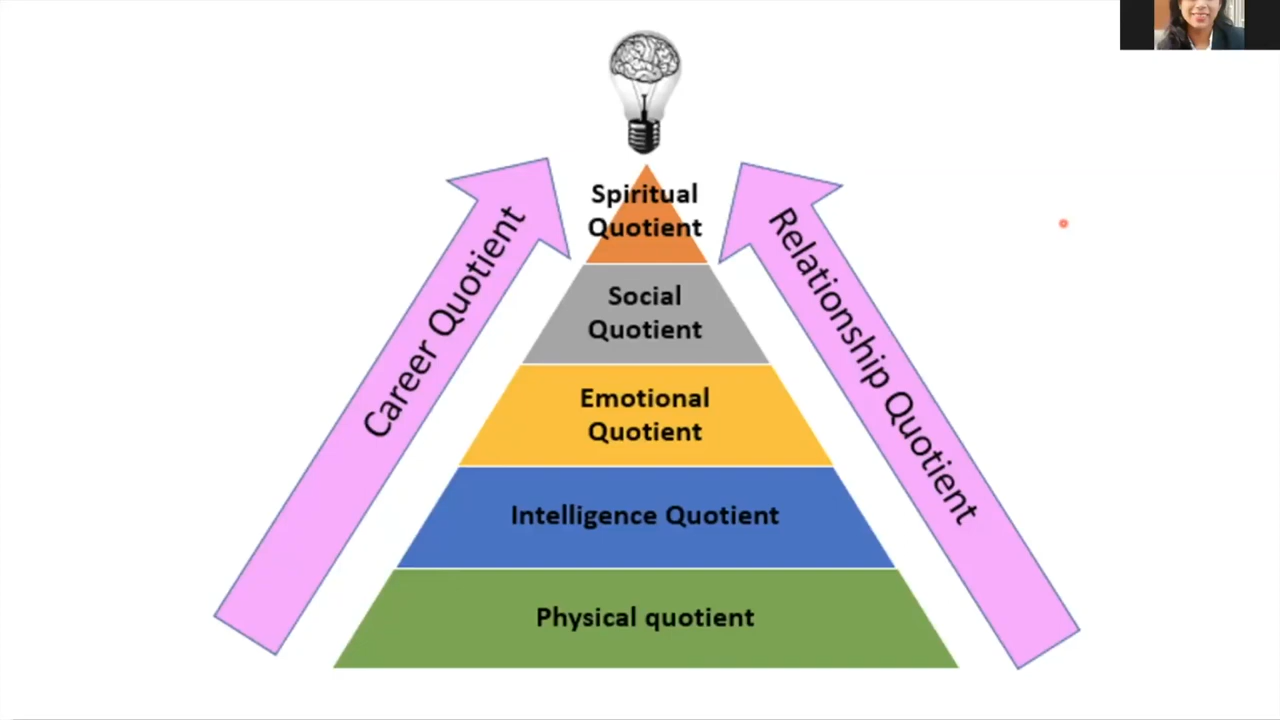 Spiritual
Quotient
Social
Quotient
Emotional
Quotient
Intelligence Quotient
Physical quotient
Career Quotient
Relationship Quotient